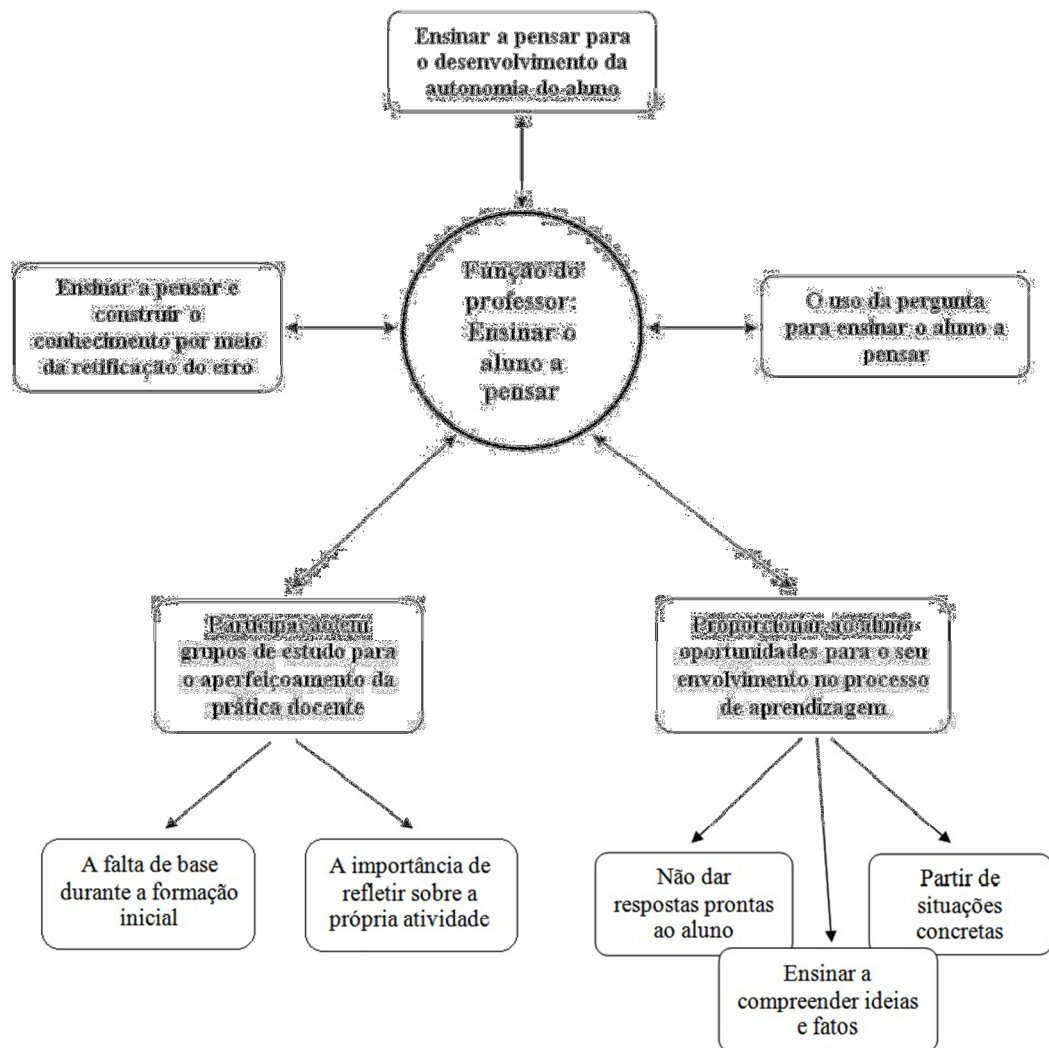 Ensinar a pensar para
o desenvolvimento da
autonomia do aluno
Função do
professor:
Ensinar o
aluno a
pensar
Ensinar a pensar e
construir o
conhecimento por meio
da retificação do erro
O uso da pergunta
para ensinar o aluno a
pensar
Participação em
grupos de estudo para
o aperfeiçoamento da
prática docente
Proporcionar ao aluno
oportunidades para o seu
envolvimento no processo
de aprendizagem
A falta de base
durante a formação
inicial
A importância de
refletir sobre a
própria atividade
Não dar
respostas prontas
ao aluno
Ensinar a
compreender ideias
e fatos
Partir de
situações
concretas